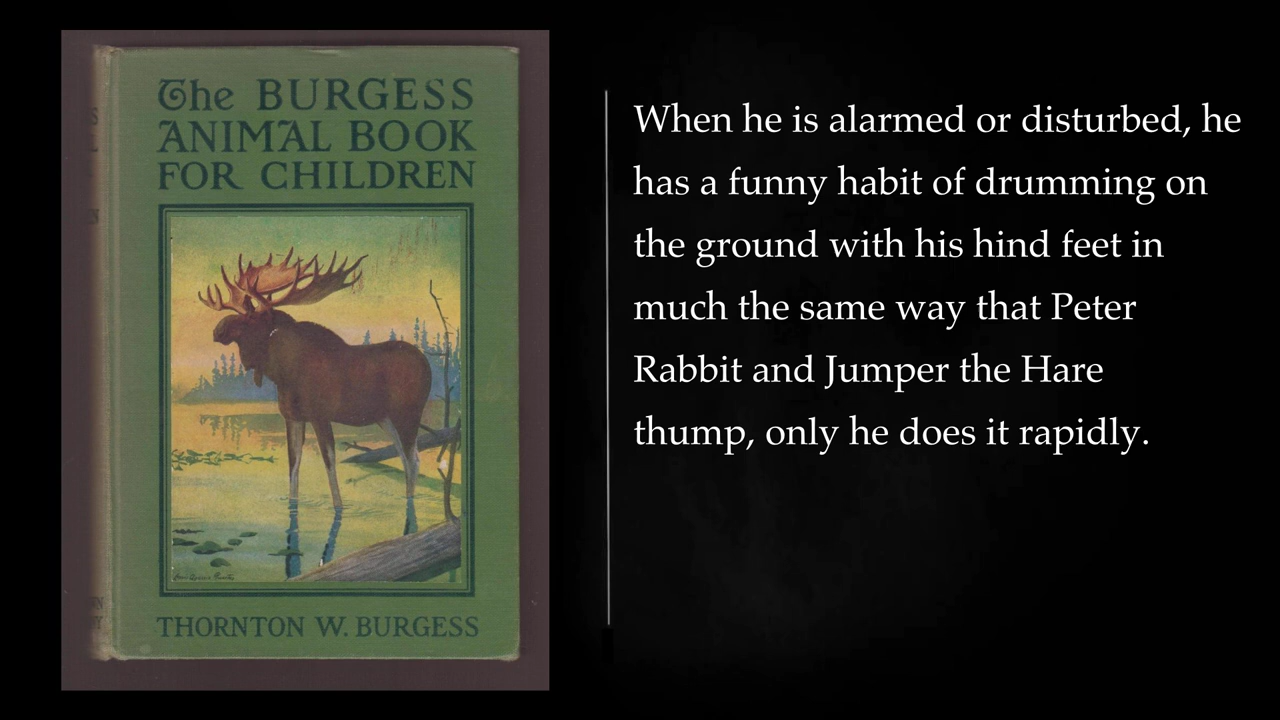 The BURGESS
ANIMAL BOOK
FOR CHILDREN
THORNTON W. BURGESS
When he is alarmed or disturbed, he
has a funny habit of drumming on
the ground with his hind feet in
much the same way that Peter
Rabbit and Jumper the Hare
thump, only he does it rapidly.